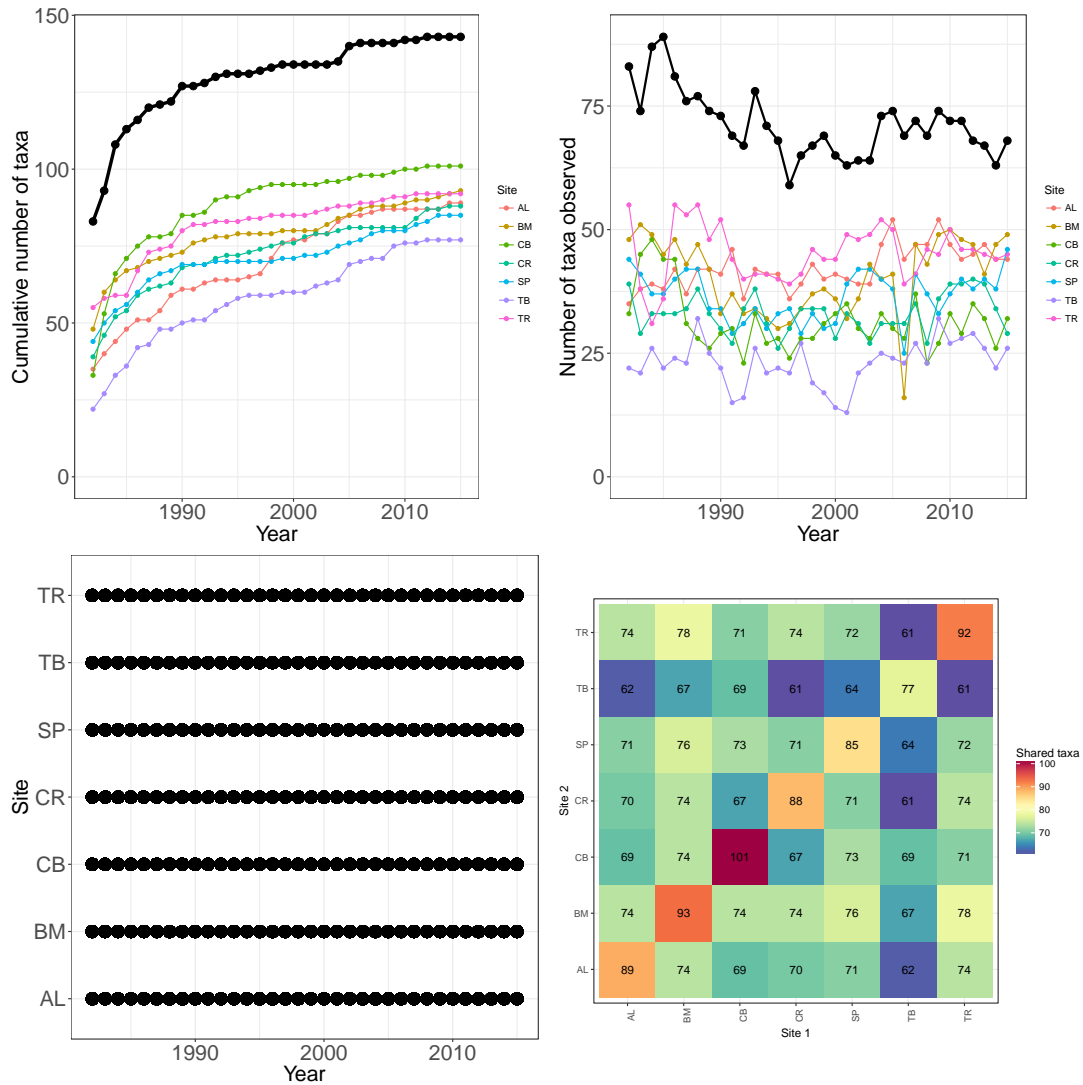 Cumulative number of taxa
150
100
50
0
1990 2000 2010
Year
Site
AL
BM
CB
CR
SP
TB
TR
Number of taxa observed
75
50
25
0
1990 2000 2010
Year
Site
AL
BM
CB
CR
SP
TB
TR
Site
TR
TB
SP
CR
CB
BM
AL
1990 2000 2010
Year
Site 2
TR 74 78 71 74 72 61 92
TB 62 67 69 61 64 77 61
SP 71 76 73 71 85 64 72
CR 70 74 67 88 71 61 74
CB 69 74 101 67 73 69 71
BM 74 93 74 74 76 67 78
AL 89 74 69 70 71 62 74
AL BM CB CR SP TB TR
Site 1
Shared taxa
100
90
80
70